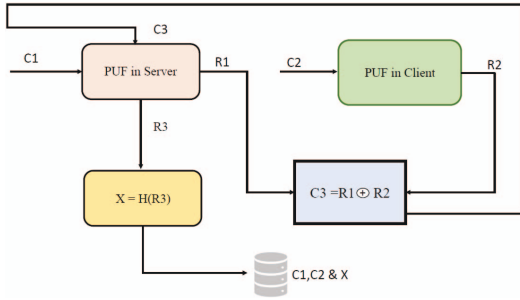 C3
C1
PUF in Server
R1
C2
PUF in Client
R2
R3
X = H(R3)
C3 =R1⊕ R2
C1,C2 & X